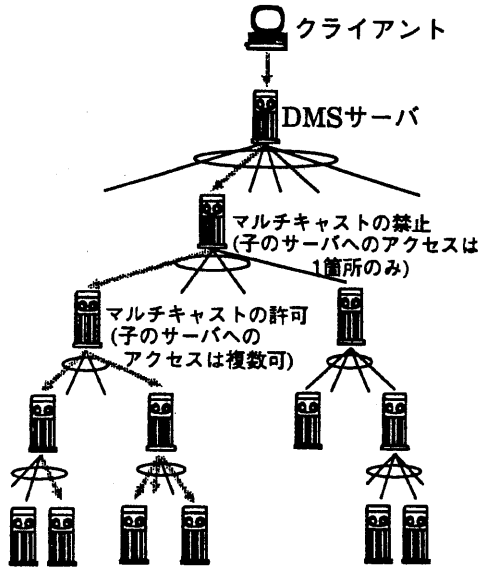 クライアント
DMSサーバ
マルチキャストの禁止
(子のサーバへのアクセスは
1箇所のみ)
マルチキャストの許可
(子のサーバへの
アクセスは複数可)